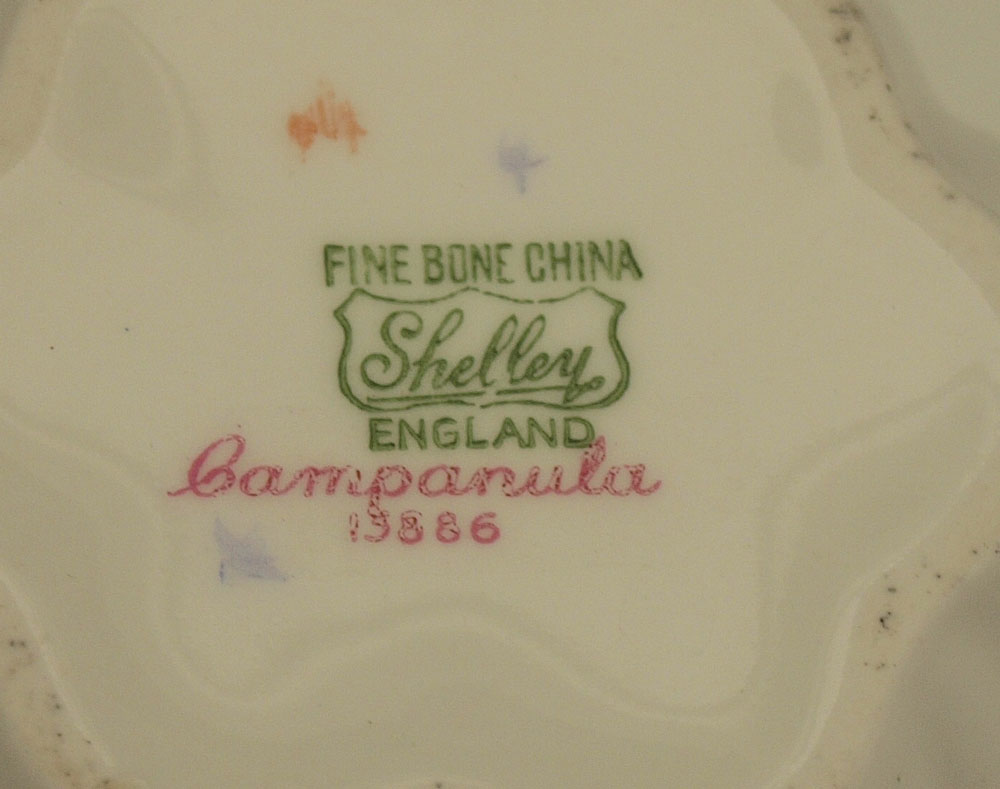 FINE BONE CHINA
Shelley
ENGLAND
Campanula
13886